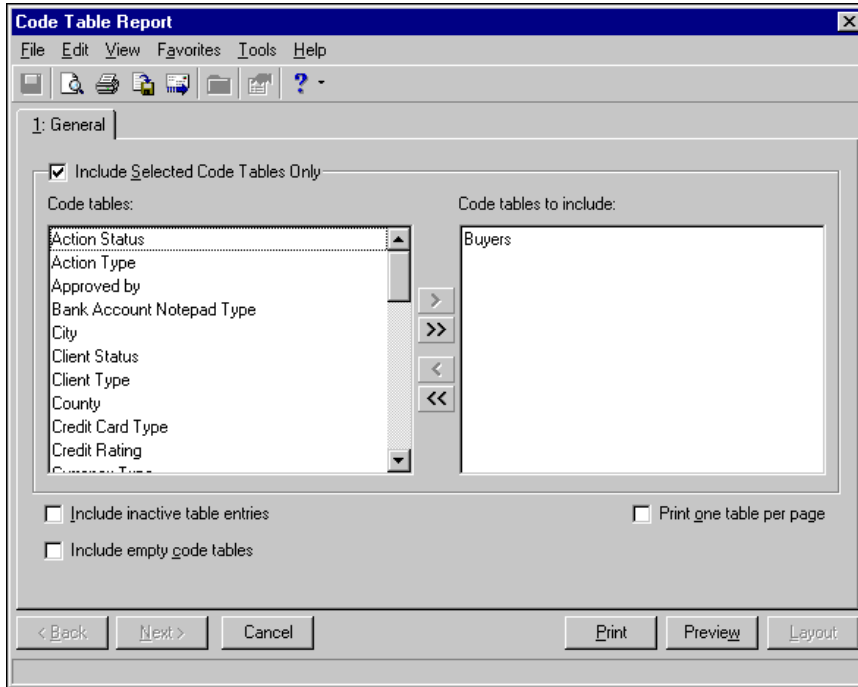 Code Table Report
File Edit View Favorites Tools Help
?
1: General
Include Selected Code Tables Only
Code tables: Code tables to include:
Action Status Buyers
Action Type
Approved by
Bank Account Notepad Type
>
City
>>
Client Status
<
Client Type
<<
County
Credit Card Type
Credit Rating
Currency Type
Include inactive table entries Print one table per page
Include empty code tables
< Back Next > Cancel Print Preview Layout